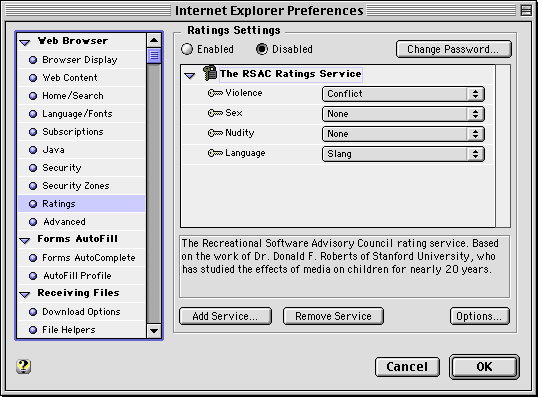 Internet Explorer Preferences
Web Browser
Browser Display
Web Content
Home/Search
Language/Fonts
Subscriptions
Java
Security
Security Zones
Ratings
Advanced
Forms AutoFill
Forms AutoComplete
AutoFill Profile
Receiving Files
Download Options
File Helpers
Ratings Settings
Enabled Disabled Change Password...
The RSAC Ratings Service
Violence Conflict
Sex None
Nudity None
Language Slang
The Recreational Software Advisory Council rating service. Based
on the work of Dr. Donald F. Roberts of Stanford University, who
has studied the effects of media on children for nearly 20 years.
Add Service... Remove Service Options...
? Cancel OK